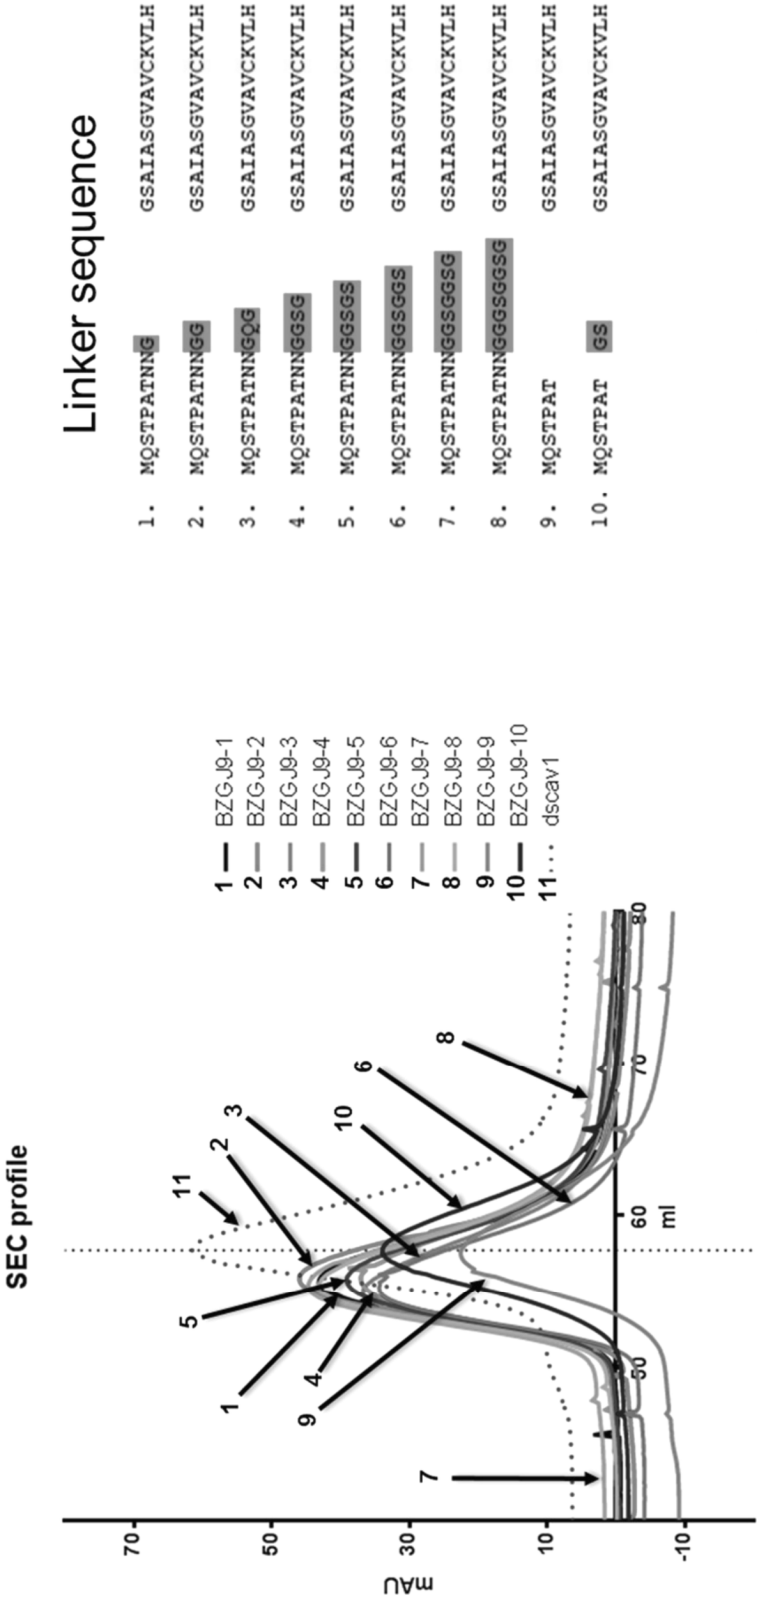 SEC profile
mAU
70
50
30
10
-10
50
60
70
80
ml
7
9
4
1
5
11
2
3
10
6
8
1 BZGJ9-1
2 BZGJ9-2
3 BZGJ9-3
4 BZGJ9-4
5 BZGJ9-5
6 BZGJ9-6
7 BZGJ9-7
8 BZGJ9-8
9 BZGJ9-9
10 BZGJ9-10
11 dscav1
Linker sequence
1. MQSTPATNNG GSAIASGVAVCKVLH
2. MQSTPATNNGG GSAIASGVAVCKVLH
3. MQSTPATNNGQG GSAIASGVAVCKVLH
4. MQSTPATNNGGSG GSAIASGVAVCKVLH
5. MQSTPATNNGGSGS GSAIASGVAVCKVLH
6. MQSTPATNNGGSGGS GSAIASGVAVCKVLH
7. MQSTPATNNGGSGGSG GSAIASGVAVCKVLH
8. MQSTPATNNGGGSGGSG GSAIASGVAVCKVLH
9. MQSTPAT GSAIASGVAVCKVLH
10. MQSTPAT GS GSAIASGVAVCKVLH